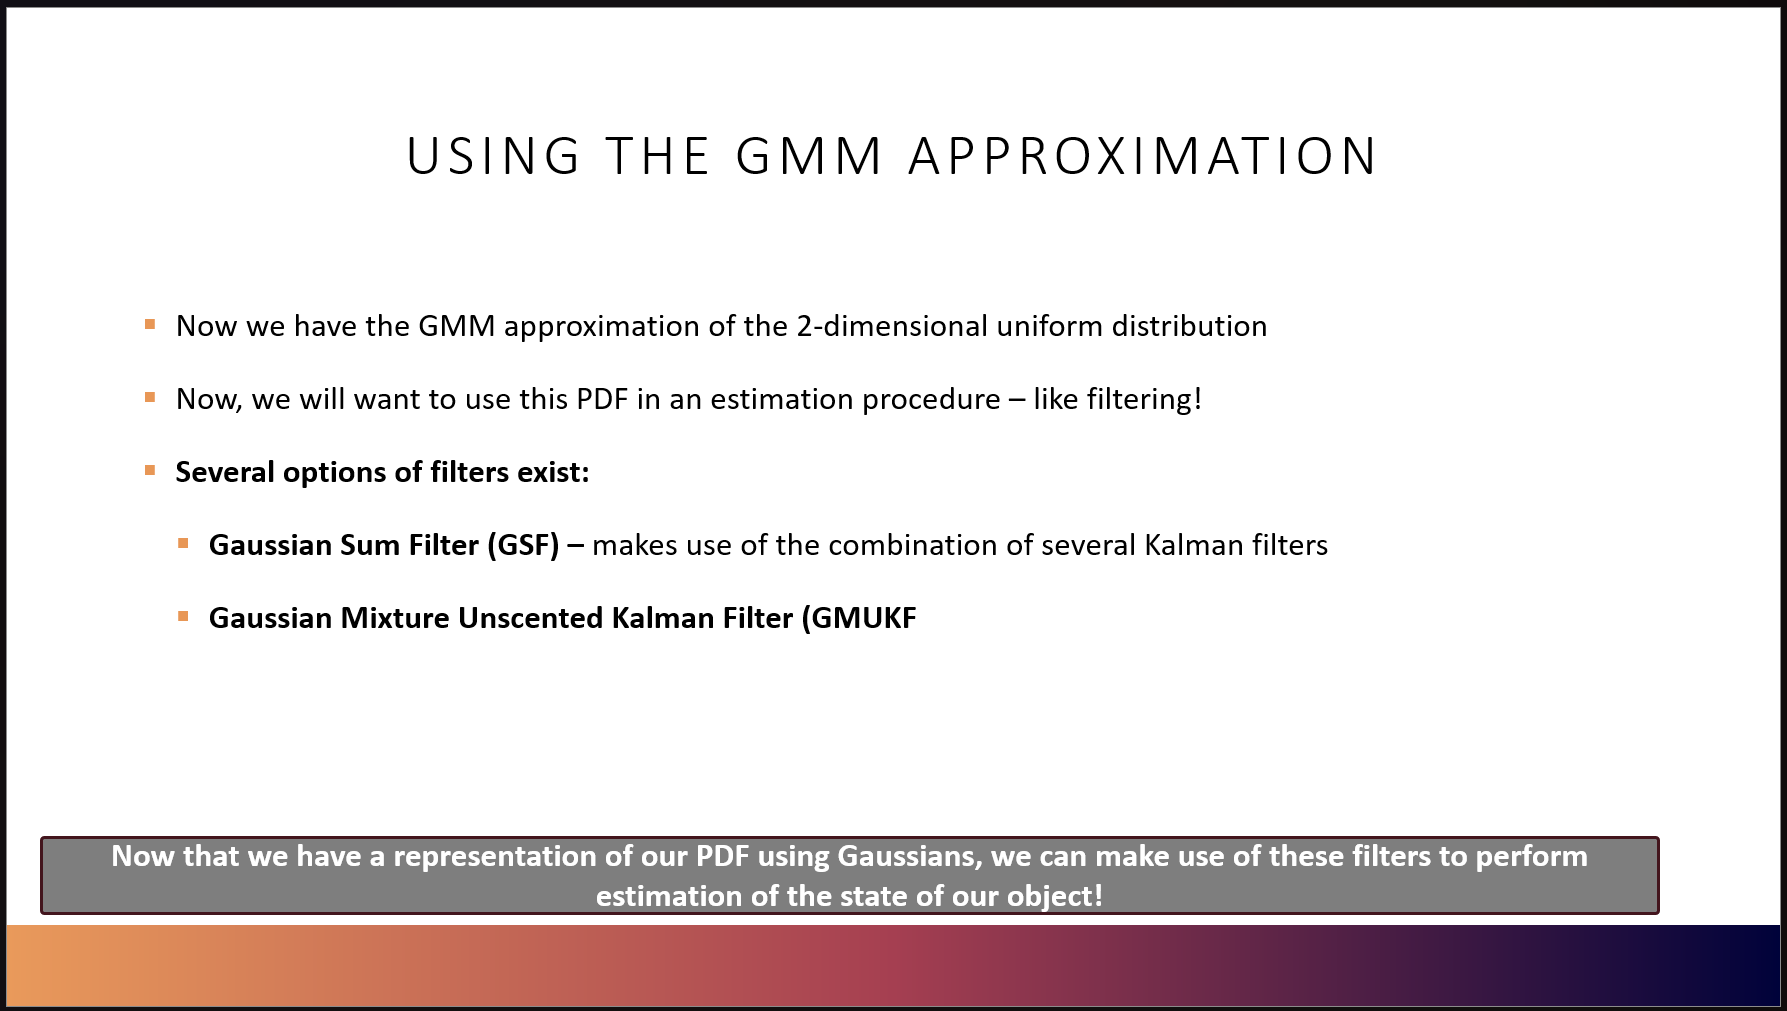 USING THE GMM APPROXIMATION
Now we have the GMM approximation of the 2-dimensional uniform distribution
Now, we will want to use this PDF in an estimation procedure – like filtering!
Several options of filters exist:
Gaussian Sum Filter (GSF) – makes use of the combination of several Kalman filters
Gaussian Mixture Unscented Kalman Filter (GMUKF
Now that we have a representation of our PDF using Gaussians, we can make use of these filters to perform
estimation of the state of our object!